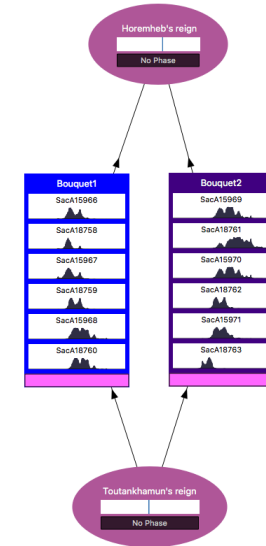 Horemheb's reign
No Phase
Bouquet1
SacA15966
SacA18758
SacA15967
SacA18759
SacA15968
SacA18760
Bouquet2
SacA15969
SacA18761
SacA15970
SacA18762
SacA15971
SacA18763
Toutankhamun's reign
No Phase